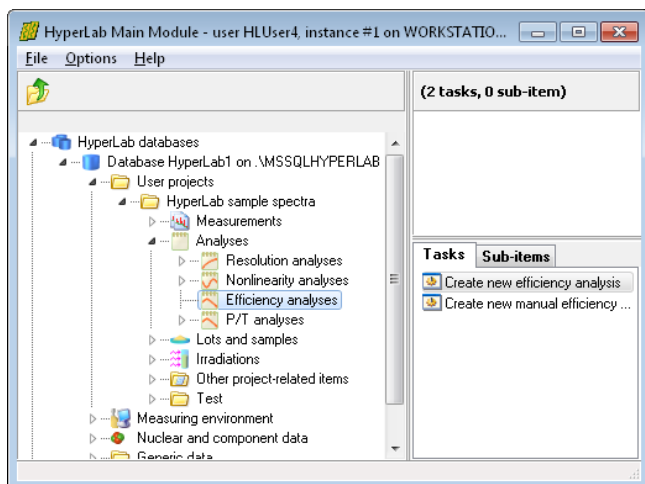 HyperLab Main Module - user HLUser4, instance #1 on WORKSTATIO...
File Options Help
(2 tasks, 0 sub-item)
HyperLab databases
Database HyperLab1 on .\MSSQLHYPERLAB
User projects
HyperLab sample spectra
Measurements
Analyses
Resolution analyses
Nonlinearity analyses
Efficiency analyses
P/T analyses
Lots and samples
Irradiations
Other project-related items
Test
Measuring environment
Nuclear and component data
Generic data
Tasks Sub-items
Create new efficiency analysis
Create new manual efficiency ...